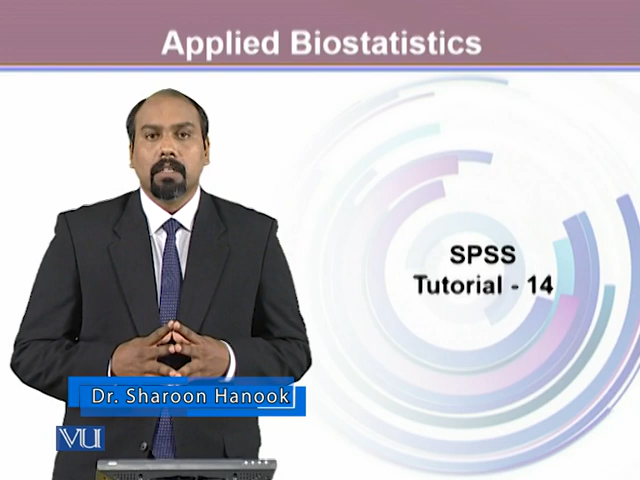 Applied Biostatistics
SPSS
Tutorial - 14
Dr. Sharoon Hanook
VU